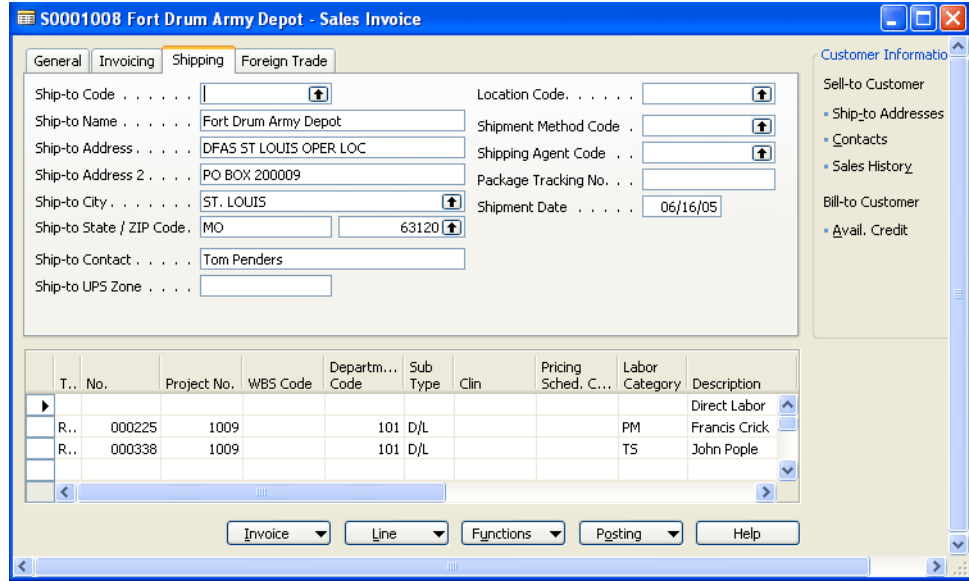 S0001008 Fort Drum Army Depot - Sales Invoice
General Invoicing Shipping Foreign Trade
Ship-to Code . . . . . .
Ship-to Name . . . . . . Fort Drum Army Depot
Ship-to Address . . . . . DFAS ST LOUIS OPER LOC
Ship-to Address 2 . . . . PO BOX 200009
Ship-to City . . . . . . . ST. LOUIS
Ship-to State / ZIP Code . MO 63120
Ship-to Contact . . . . . Tom Penders
Ship-to UPS Zone . . . .
Location Code . . . . . .
Shipment Method Code .
Shipping Agent Code . .
Package Tracking No. . .
Shipment Date . . . . . 06/16/05
Customer Informatio
Sell-to Customer
Ship-to Addresses
Contacts
Sales History
Bill-to Customer
Avail. Credit
T.. No. Project No. WBS Code Departm... Code Sub Type Clin Pricing Sched. C... Labor Category Description
Direct Labor
R.. 000225 1009 101 D/L PM Francis Crick
R.. 000338 1009 101 D/L TS John Pople
Invoice Line Functions Posting Help